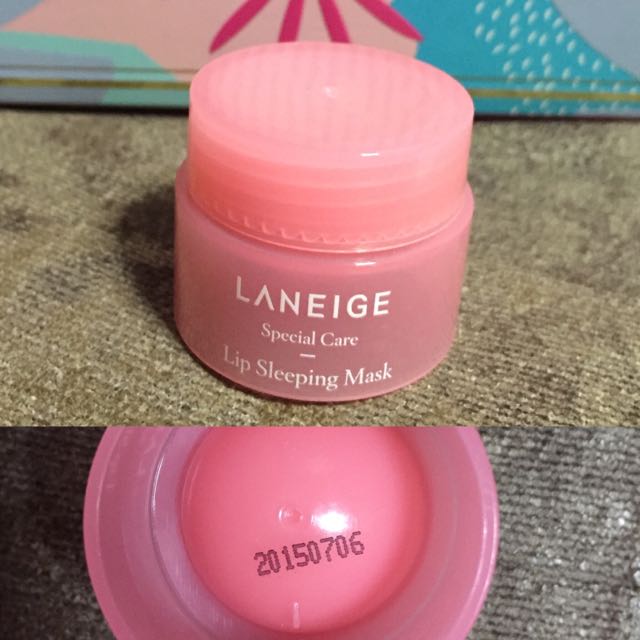 LANEIGE
Special Care
Lip Sleeping Mask
20150706